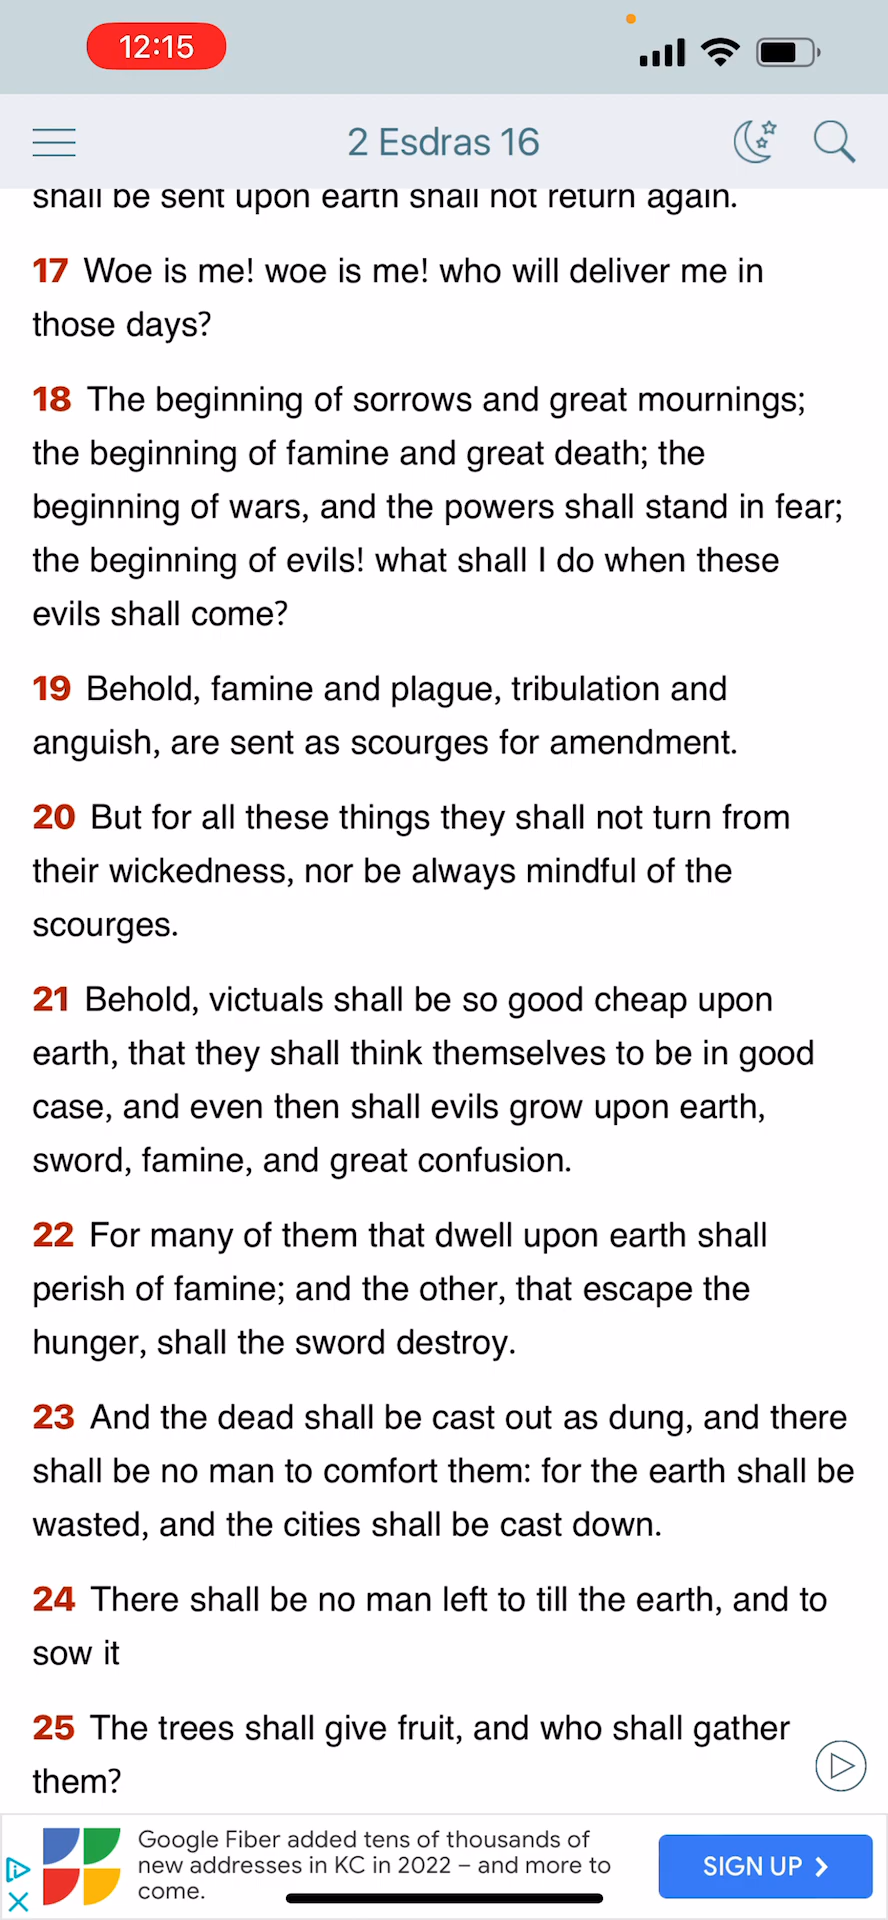 12:15
2 Esdras 16
shall be sent upon earth shall not return again.
17 Woe is me! woe is me! who will deliver me in
those days?
18 The beginning of sorrows and great mournings;
the beginning of famine and great death; the
beginning of wars, and the powers shall stand in fear;
the beginning of evils! what shall I do when these
evils shall come?
19 Behold, famine and plague, tribulation and
anguish, are sent as scourges for amendment.
20 But for all these things they shall not turn from
their wickedness, nor be always mindful of the
scourges.
21 Behold, victuals shall be so good cheap upon
earth, that they shall think themselves to be in good
case, and even then shall evils grow upon earth,
sword, famine, and great confusion.
22 For many of them that dwell upon earth shall
perish of famine; and the other, that escape the
hunger, shall the sword destroy.
23 And the dead shall be cast out as dung, and there
shall be no man to comfort them: for the earth shall be
wasted, and the cities shall be cast down.
24 There shall be no man left to till the earth, and to
sow it
25 The trees shall give fruit, and who shall gather
them?
Google Fiber added tens of thousands of
new addresses in KC in 2022 – and more to
come.
SIGN UP